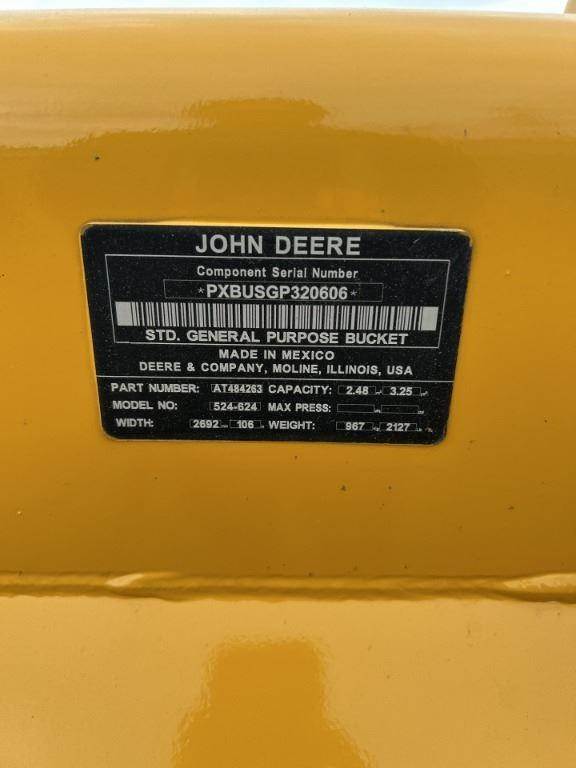 JOHN DEERE
Component Serial Number
*PXBUSGP320606*
STD. GENERAL PURPOSE BUCKET
MADE IN MEXICO
DEERE & COMPANY, MOLINE, ILLINOIS, USA
PART NUMBER: AT484263 CAPACITY: 2.48 3.25
MODEL NO: 524-624 MAX PRESS:
WIDTH: 2692 106 WEIGHT: 967 2127